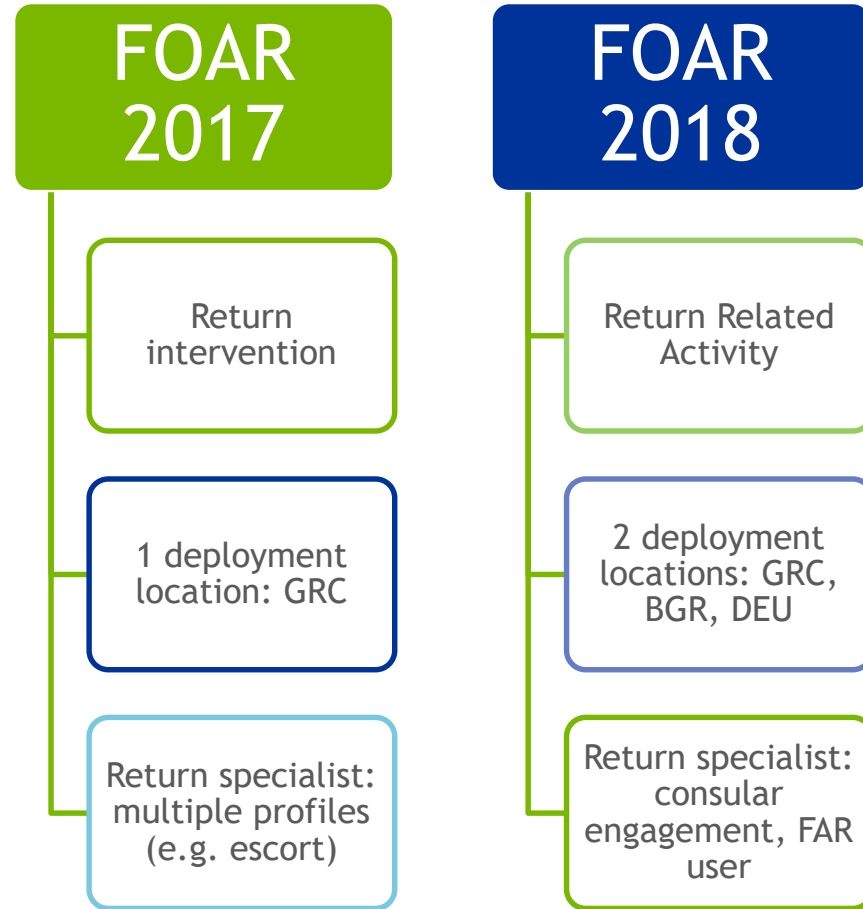 FOAR
2017
Return
intervention
1 deployment
location: GRC
Return specialist:
multiple profiles
(e.g. escort)
FOAR
2018
Return Related
Activity
2 deployment
locations: GRC,
BGR, DEU
Return specialist:
consular
engagement, FAR
user